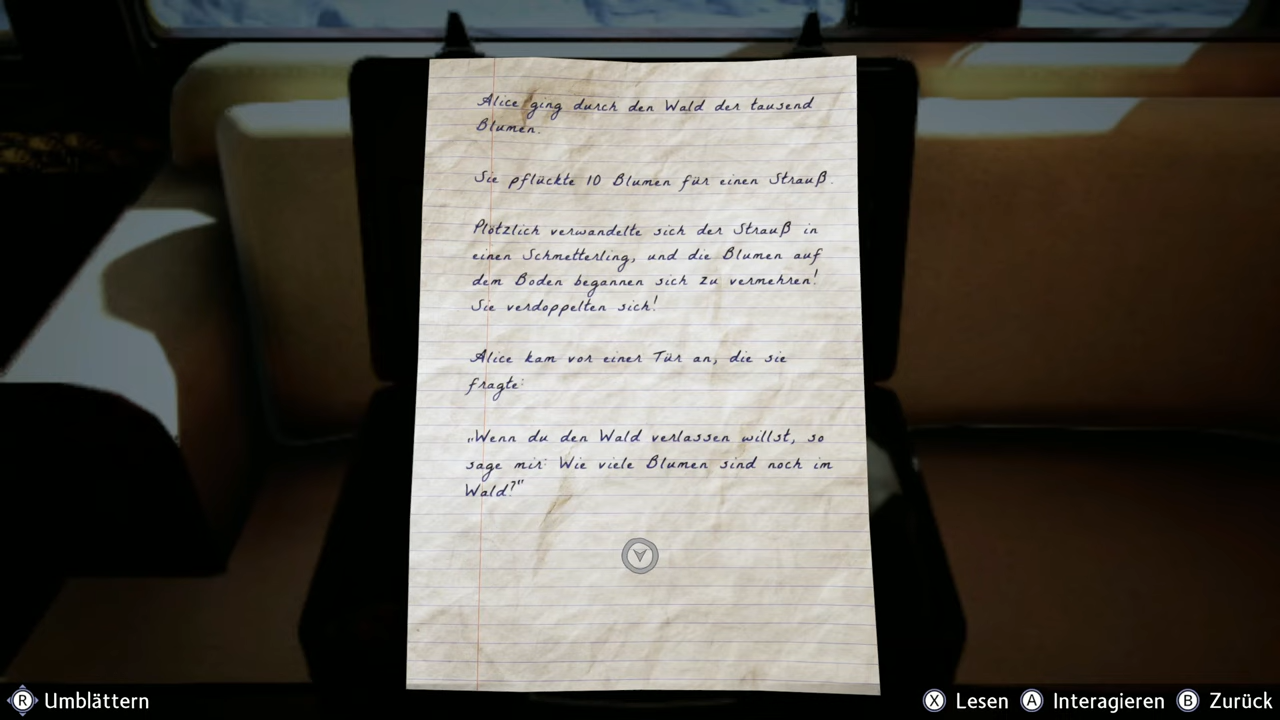 Alice ging durch den Wald der tausend
Blumen.
Sie pflückte 10 Blumen für einen Strauß.
Plötzlich verwandelte sich der Strauß in
einen Schmetterling, und die Blumen auf
dem Boden begannen sich zu vermehren!
Sie verdoppelten sich!
Alice kam vor einer Tür an, die sie
fragte:
„Wenn du den Wald verlassen willst, so
sage mir: Wie viele Blumen sind noch im
Wald?"
R Umblättern
X Lesen A Interagieren B Zurück